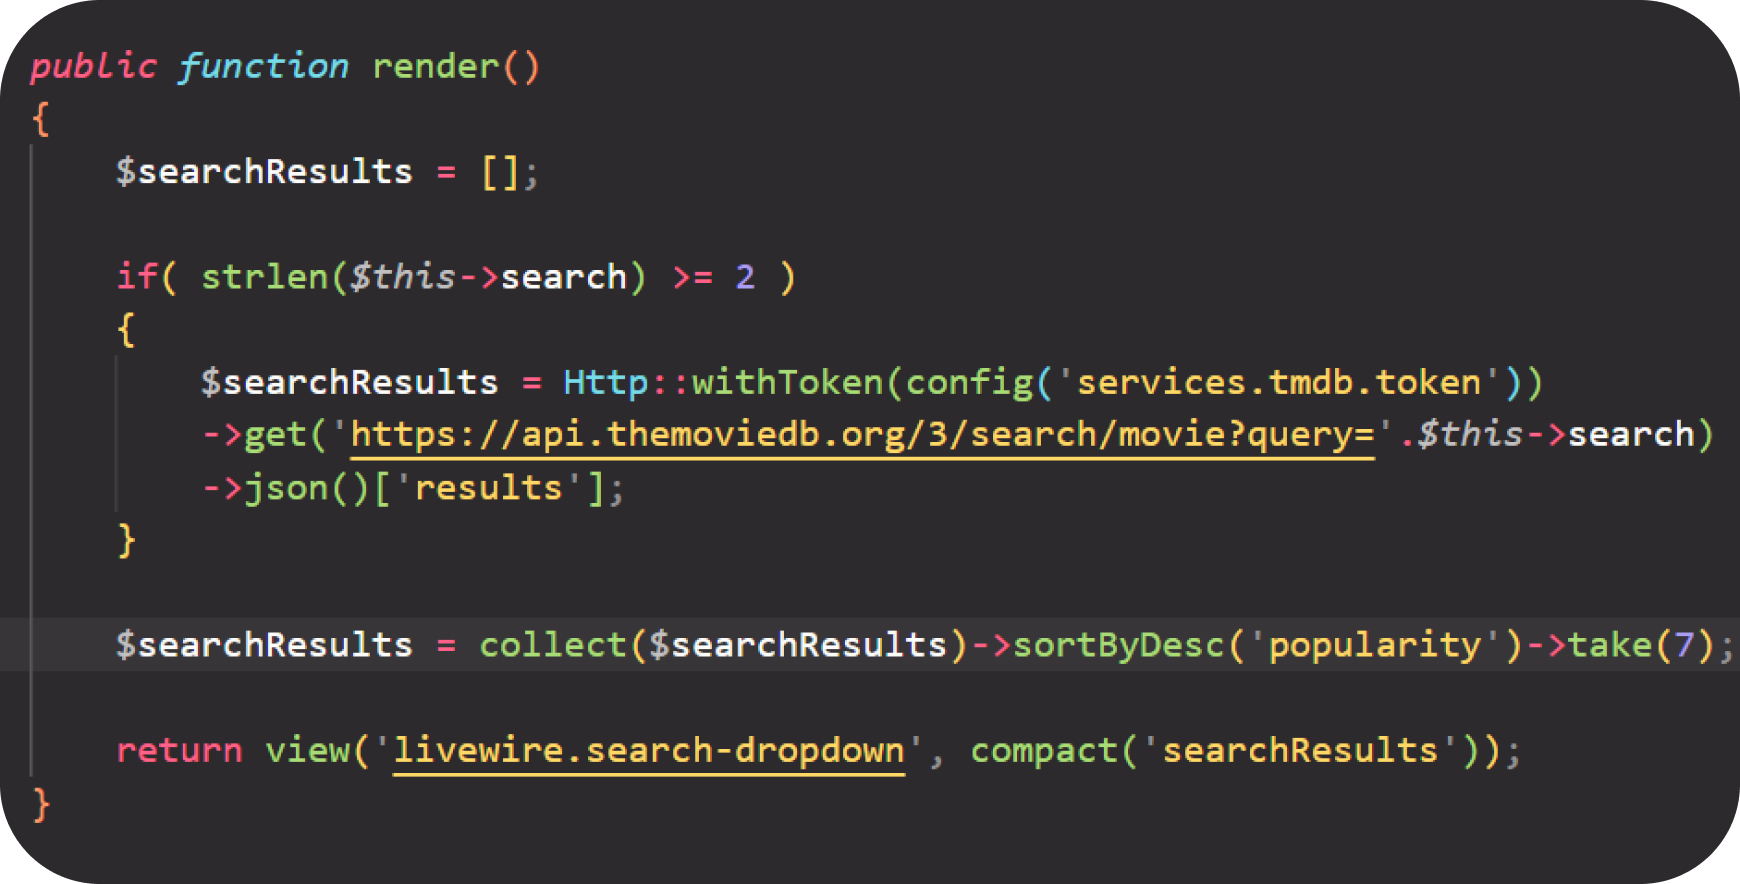 public function render()
{
    $searchResults = [];
    if( strlen($this->search) >= 2 )
    {
        $searchResults = Http::withToken(config('services.tmdb.token'))
        ->get('https://api.themoviedb.org/3/search/movie?query='.$this->search)
        ->json()['results'];
    }
    $searchResults = collect($searchResults)->sortByDesc('popularity')->take(7);
    return view('livewire.search-dropdown', compact('searchResults'));
}